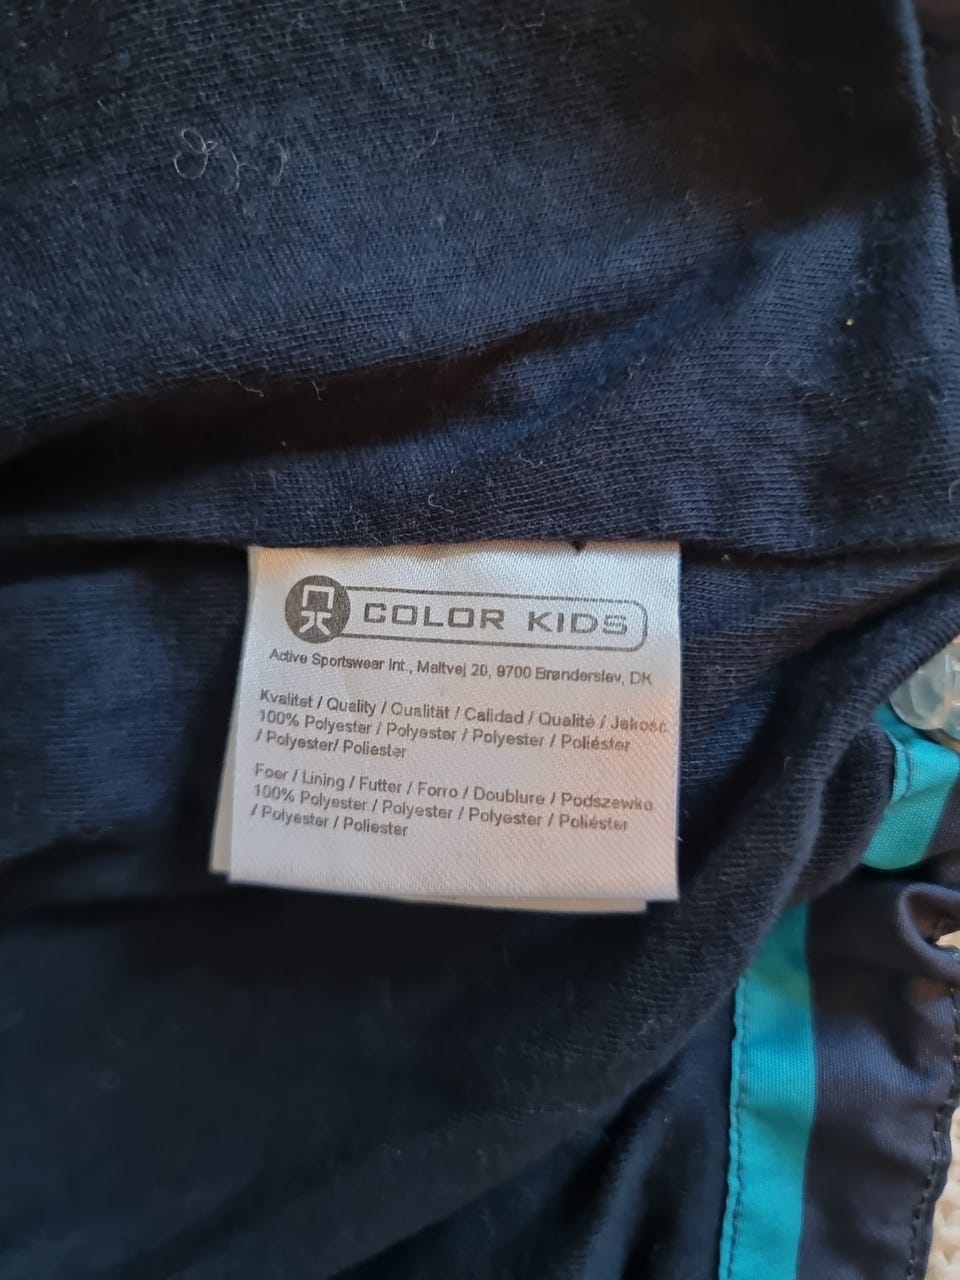 COLOR KIDS
Active Sportswear Int., Maltvej 20, 9700 Brønderslev, DK
Kvalitet / Quality / Qualität / Calidad / Qualité / Jakość
100% Polyester / Polyester / Polyester / Poliéster
/ Polyester/ Poliester
Foer / Lining / Futter / Forro / Doublure / Podszewka
100% Polyester / Polyester / Polyester / Poliéster
/ Polyester / Poliester